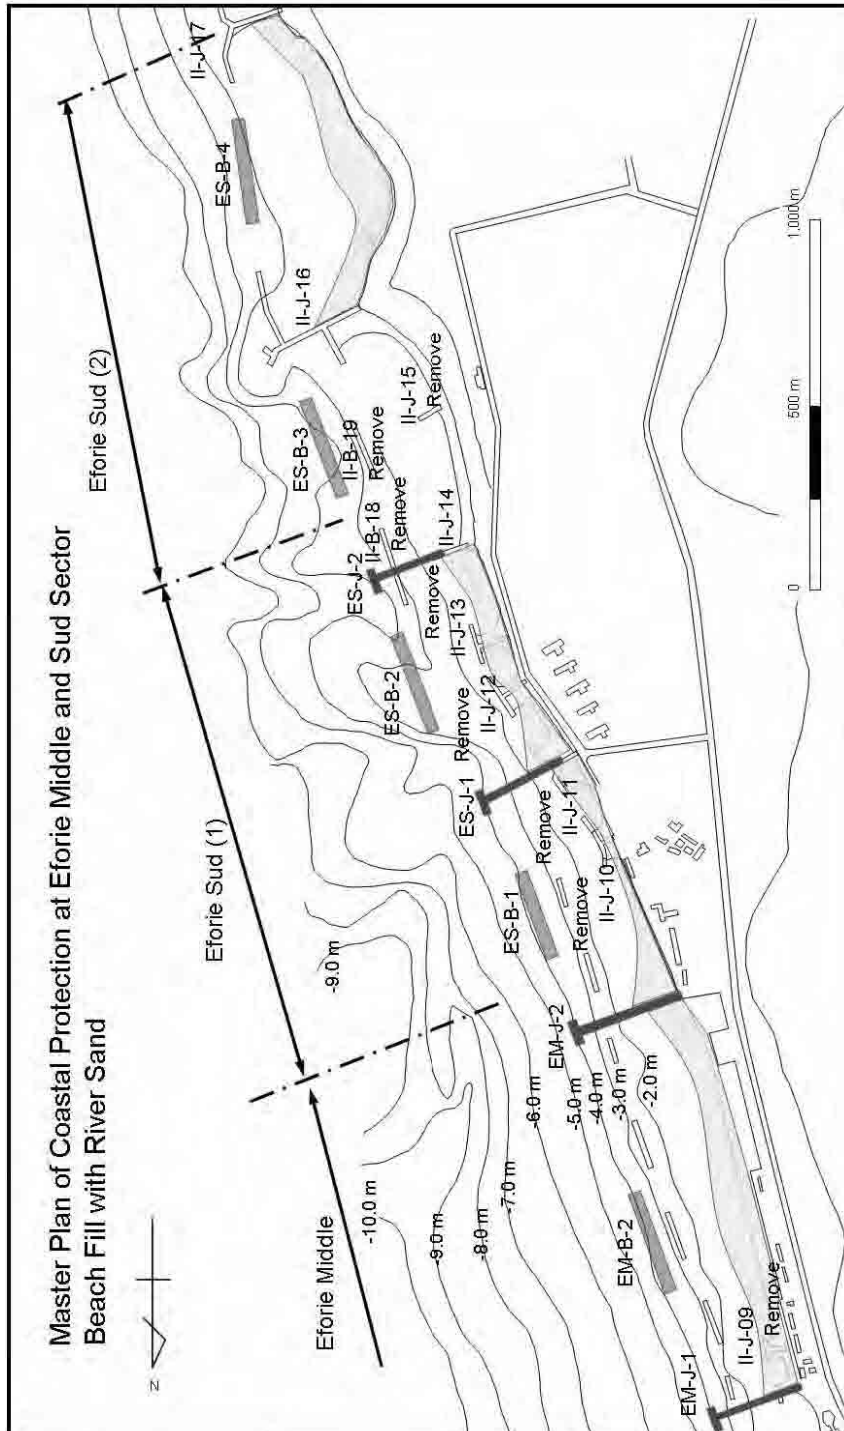 Master Plan of Coastal Protection at Eforie Middle and Sud Sector
Beach Fill with River Sand
N
Eforie Middle
Eforie Sud (1)
Eforie Sud (2)
-10.0 m
-9.0 m
-8.0 m
-7.0 m
-6.0 m
-5.0 m
-4.0 m
-3.0 m
-2.0 m
-9.0 m
EM-J-1
II-J-09
Remove
EM-B-2
EM-J-2
ES-B-1
Remove
II-J-10
Remove
II-J-11
ES-J-1
Remove
II-J-12
ES-B-2
Remove
II-J-13
ES-J-2
II-B-18
Remove
II-J-14
ES-B-3
II-B-19
Remove
II-J-15
Remove
II-J-16
ES-B-4
II-J-17
0
500 m
1,000 m